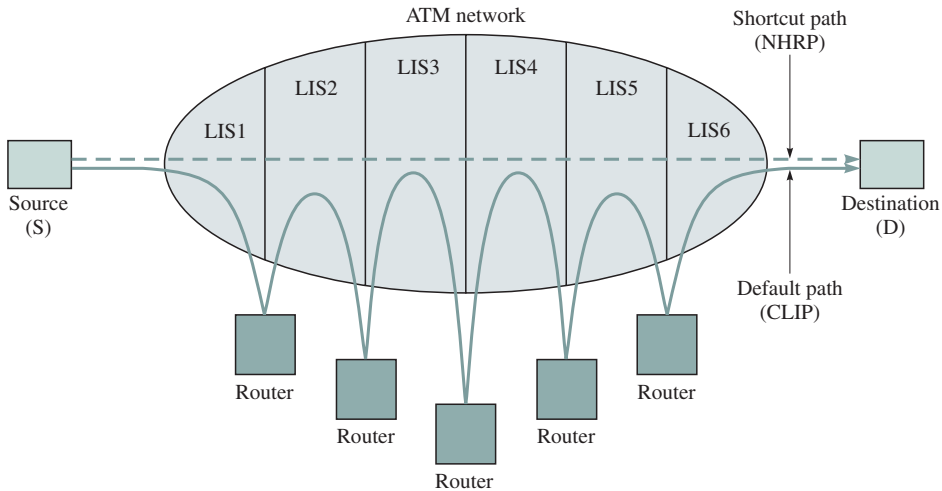 ATM network
Shortcut path
(NHRP)
LIS1
LIS2
LIS3
LIS4
LIS5
LIS6
Source
(S)
Destination
(D)
Default path
(CLIP)
Router
Router
Router
Router
Router